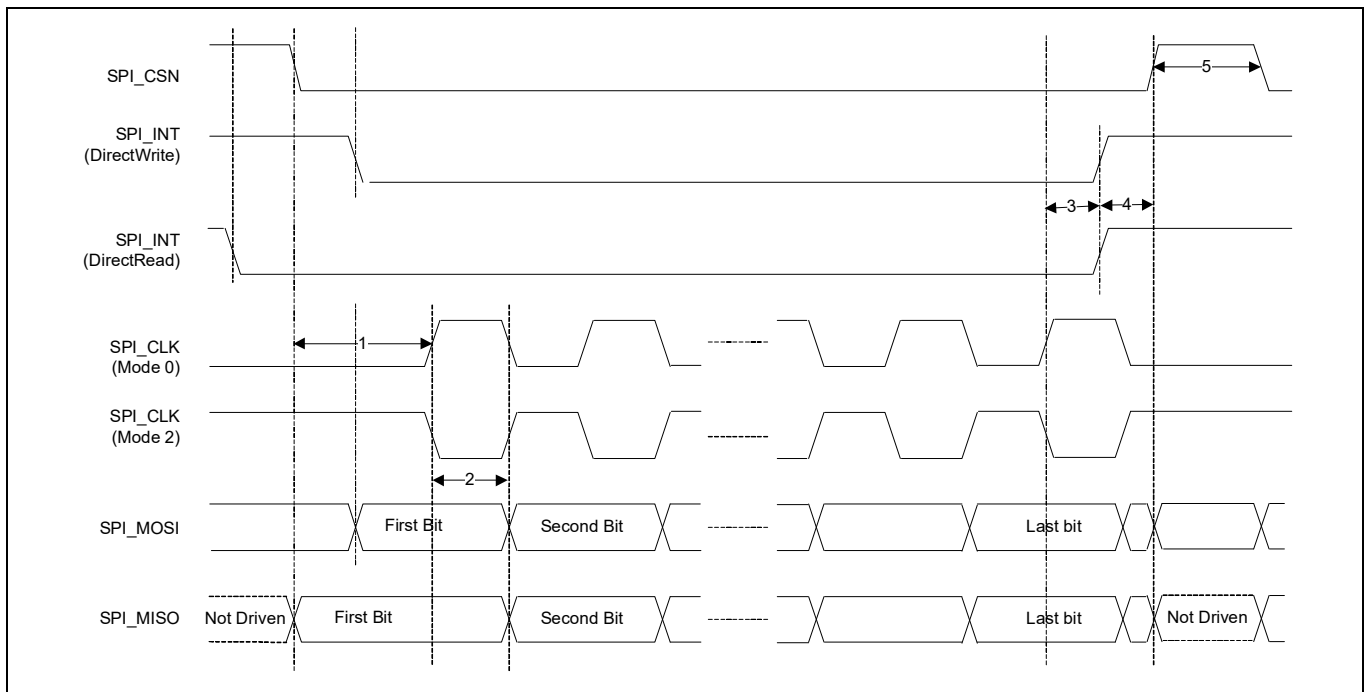 SPI_CSN
5
SPI_INT
(DirectWrite)
3
4
SPI_INT
(DirectRead)
SPI_CLK
(Mode 0)
1
SPI_CLK
(Mode 2)
2
SPI_MOSI
First Bit
Second Bit
Last bit
SPI_MISO
Not Driven
First Bit
Second Bit
Last bit
Not Driven